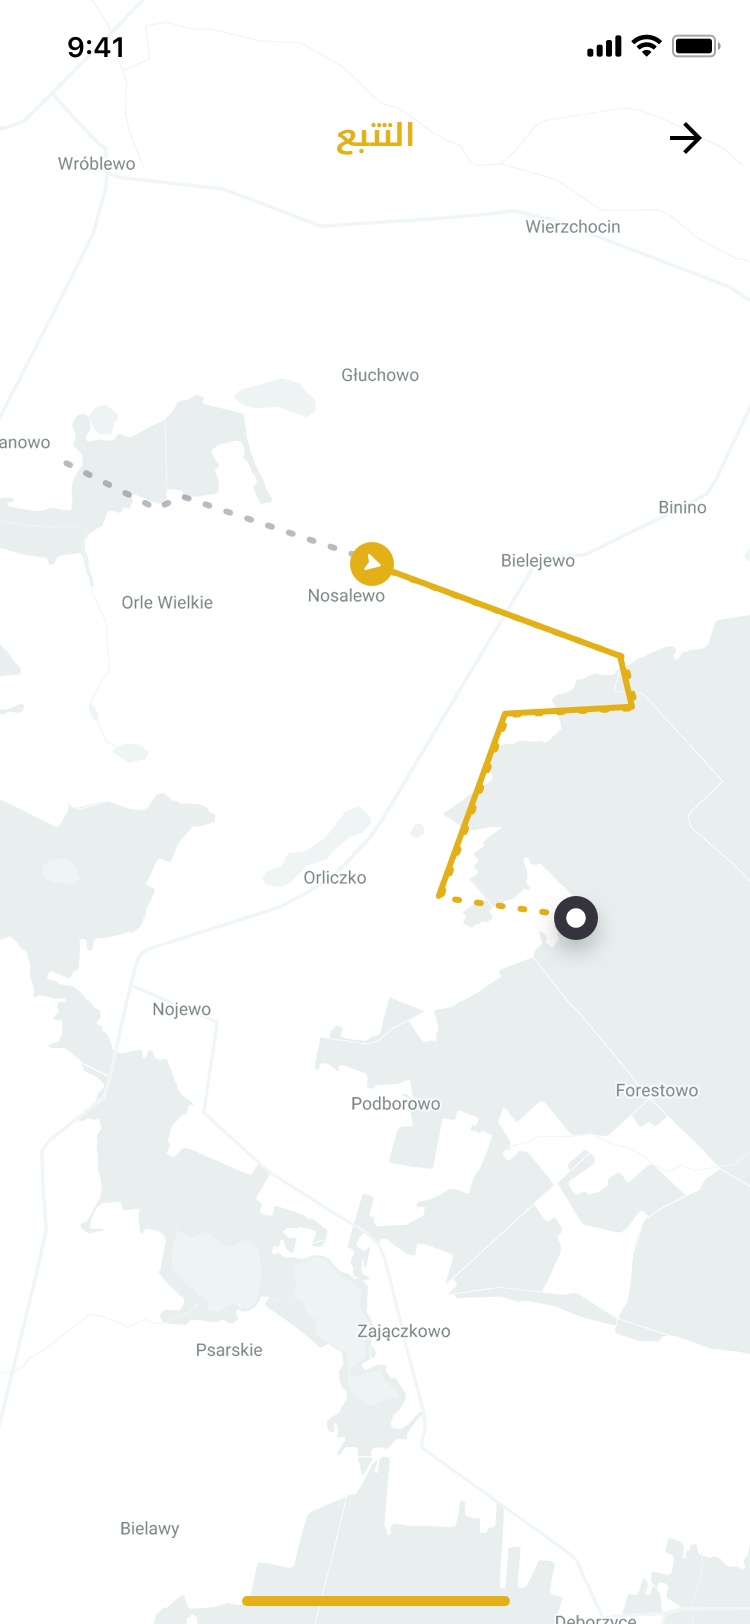 9:41
التتبع
Wróblewo
Wierzchocin
Głuchowo
anowo
Binino
Bielejewo
Nosalewo
Orle Wielkie
Orliczko
Nojewo
Forestowo
Podborowo
Zajączkowo
Psarskie
Bielawy
Deborzyce